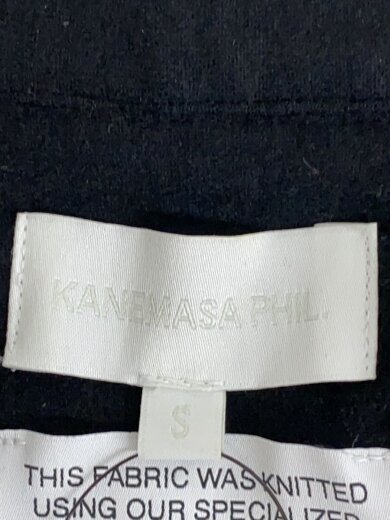 KANEMASA PHIL.
S
THIS FABRIC WAS KNITTED
USING OUR SPECIALIZED